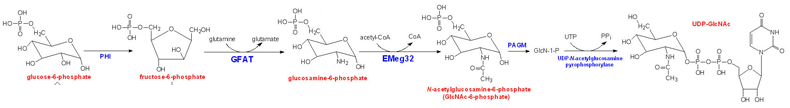 glucose-6-phosphate
PHI
fructose-6-phosphate
glutamine
glutamate
GFAT
glucosamine-6-phosphate
acetyl-CoA
CoA
EMeg32
N-acetylglucosamine-6-phosphate
(GlcNAc-6-phosphate)
PAGM
GlcN-1-P
UTP
PPi
UDP-N-acetylglucosamine
pyrophosphorylase
UDP-GlcNAc